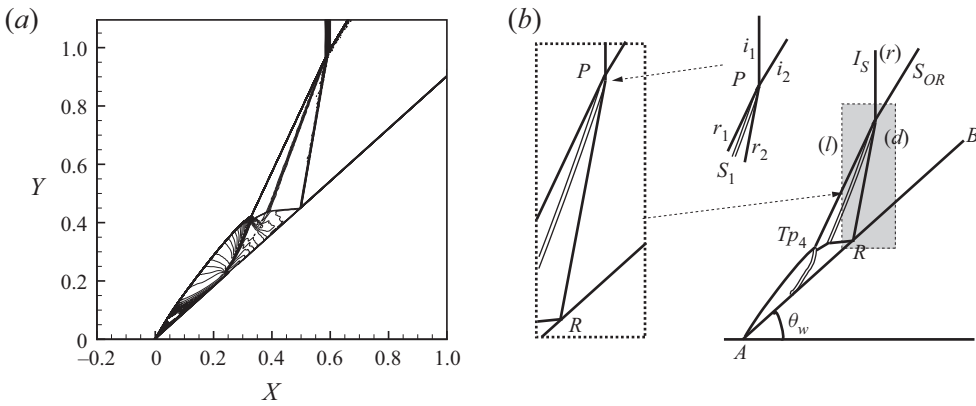 (a)
1.0
0.8
0.6
Y
0.4
0.2
0
−0.2 0 0.2 0.4 0.6 0.8 1.0
X
(b)
P
R
i1
P i2
r1
r2
S1
IS (r)
SOR
(l) (d)
B
Tp4
R
θw
A